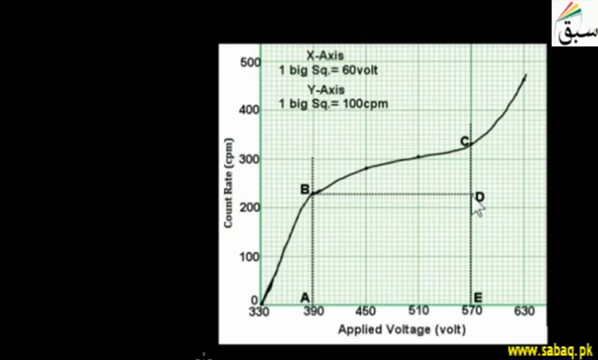 سبق
X-Axis
1 big Sq.= 60volt
Y-Axis
1 big Sq.= 100cpm
Count Rate (cpm)
500
400
300
200
100
0
B
C
D
A
E
330 390 450 510 570 630
Applied Voltage (volt)
www.sabaq.pk